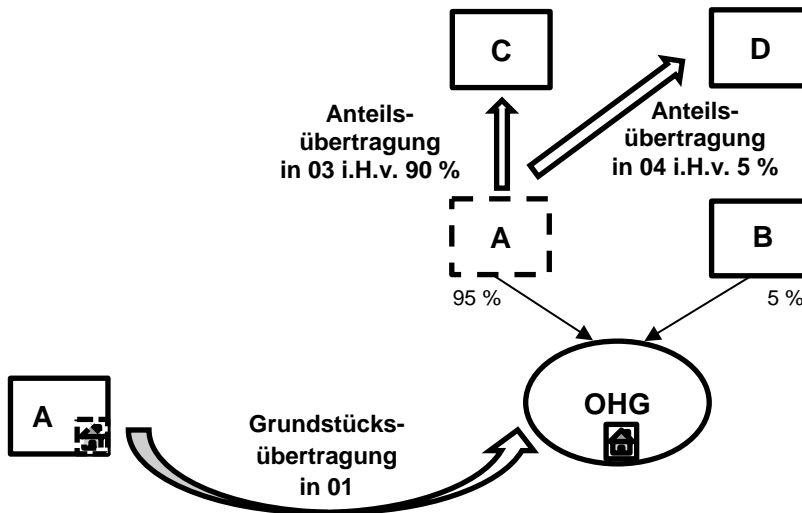 C
D
Anteils-
übertragung
in 03 i.H.v. 90 %
Anteils-
übertragung
in 04 i.H.v. 5 %
A
B
95 %
5 %
A
OHG
Grundstücks-
übertragung
in 01